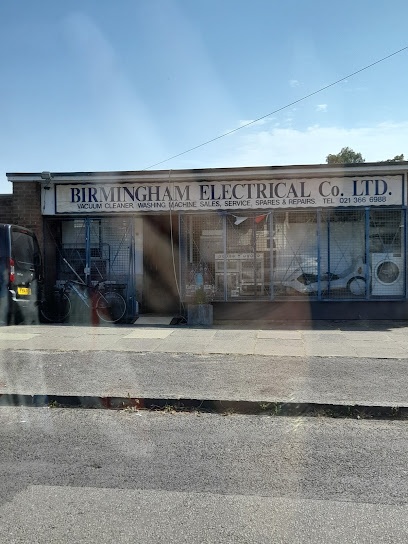 BIRMINGHAM ELECTRICAL Co. LTD.
VACUUM CLEANER, WASHING MACHINE SALES, SERVICE, SPARES & REPAIRS. TEL. 021 366 6988